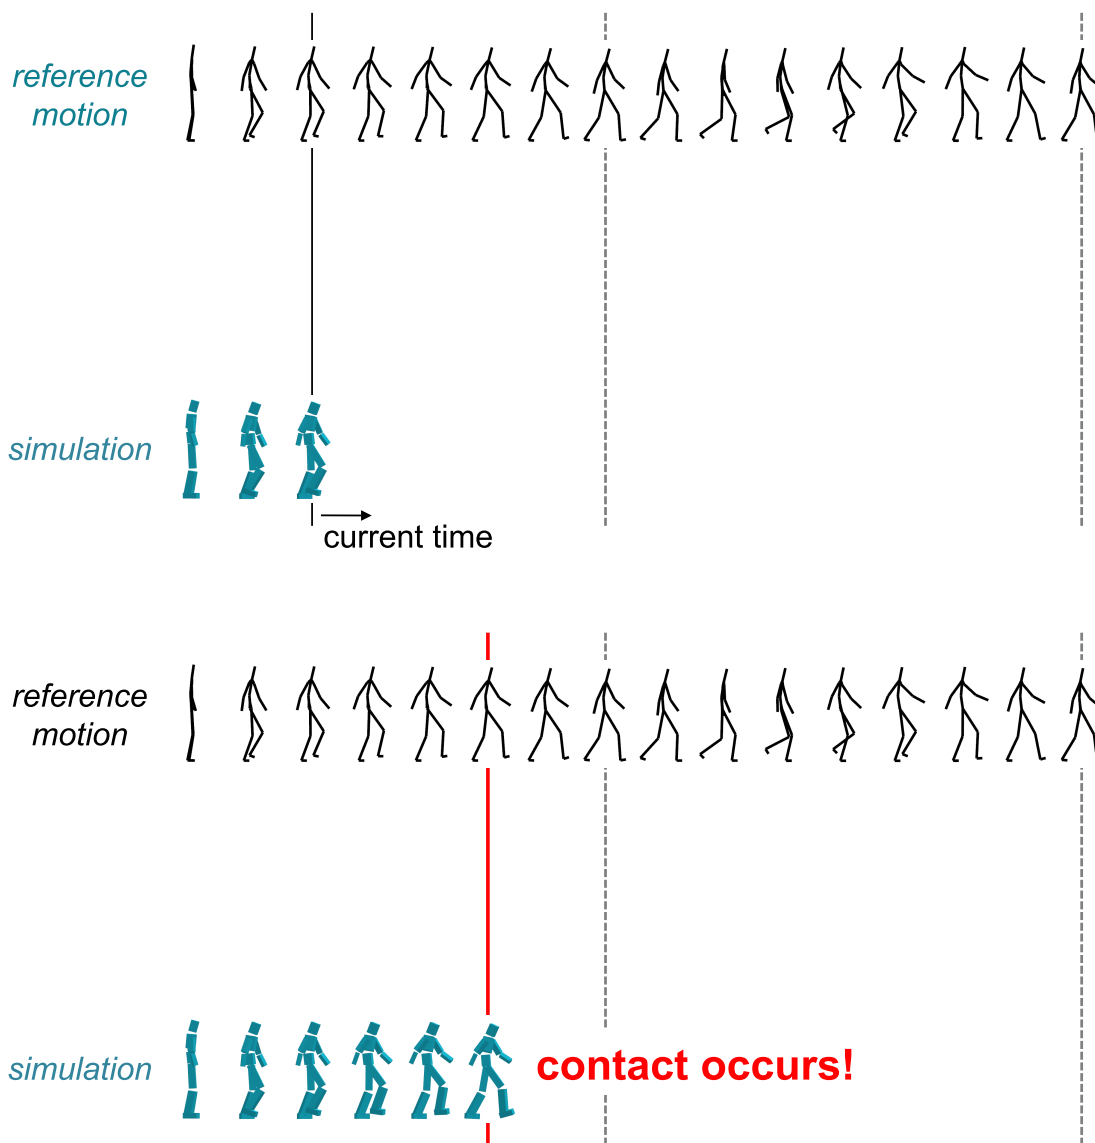 reference
motion
simulation
current time
reference
motion
simulation
contact occurs!